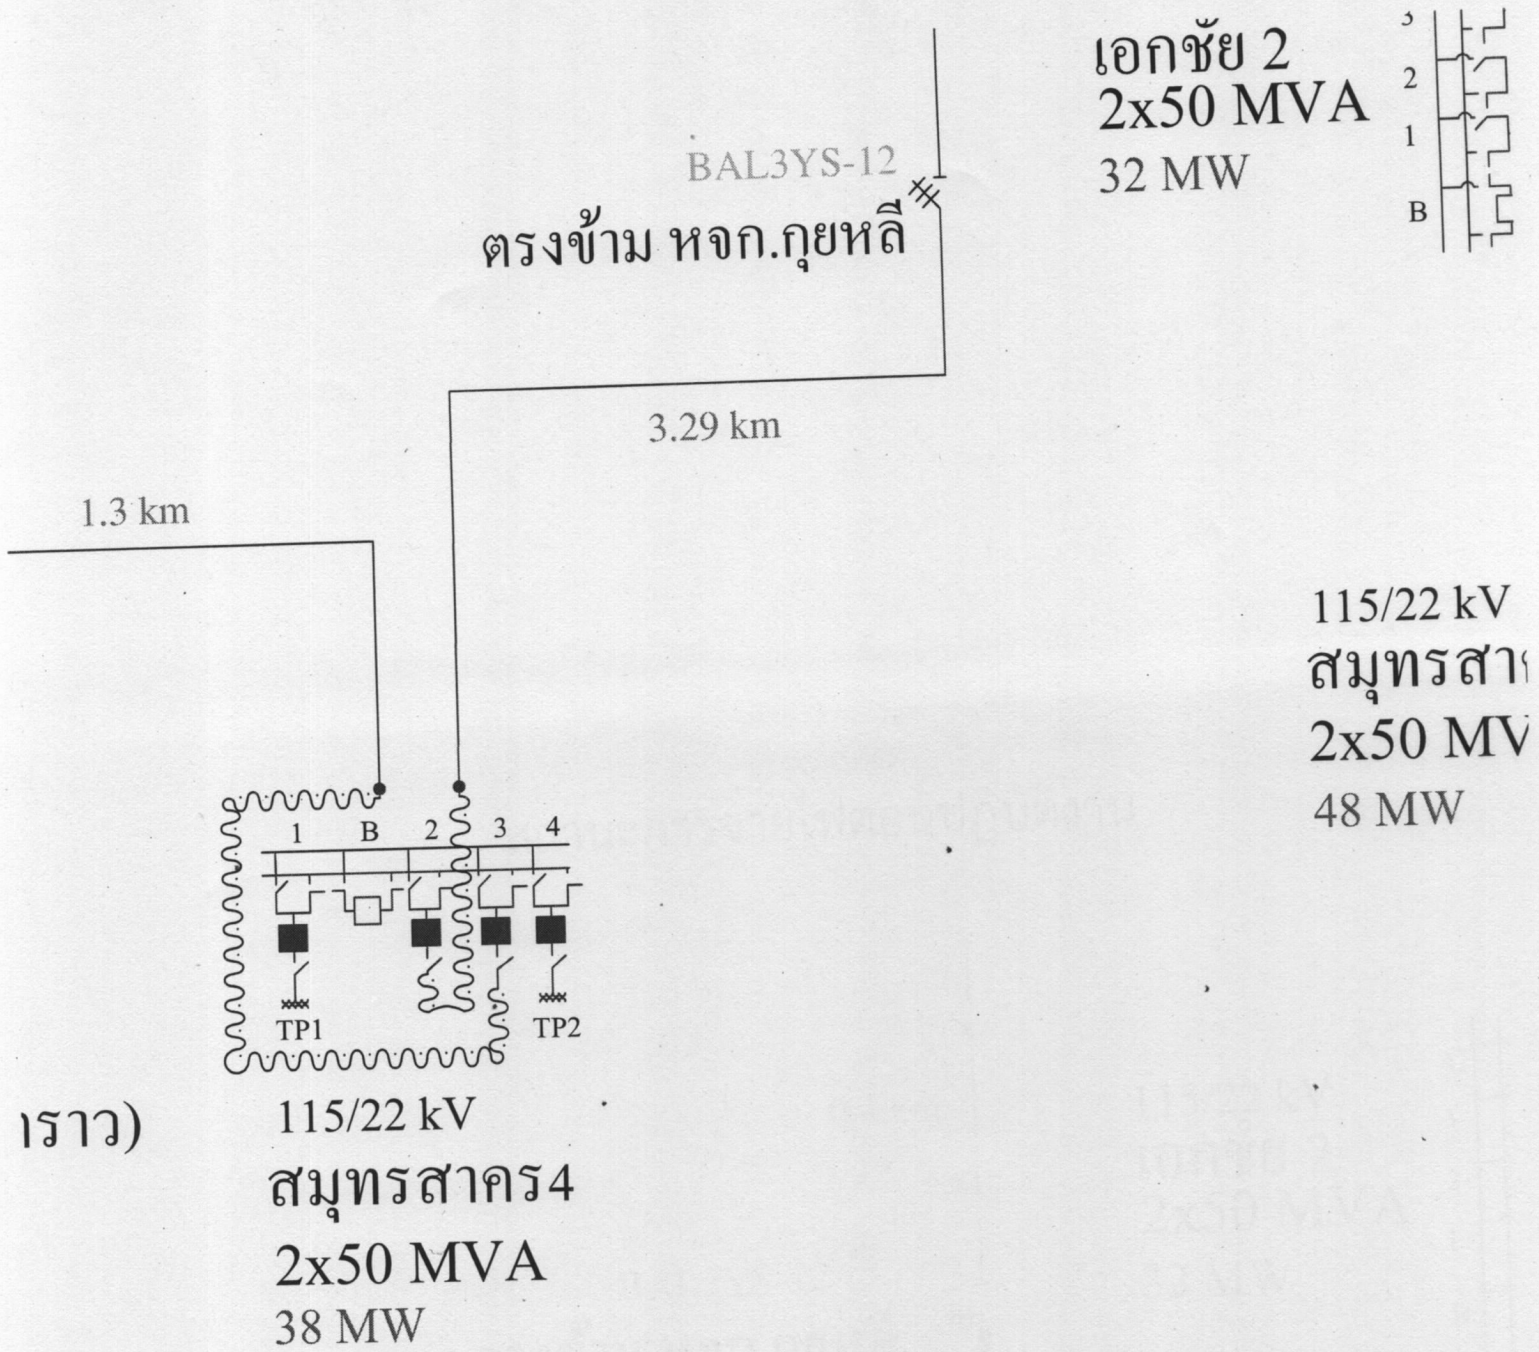 เอกชัย 2
2x50 MVA
32 MW
3
2
1
B
BAL3YS-12
ตรงข้าม หจก.กุยหลี
3.29 km
1.3 km
115/22 kV
2x50 MV
48 MW
1 B 2 3 4
TP1 TP2
115/22 kV
สมุทรสาคร4
2x50 MVA
38 MW